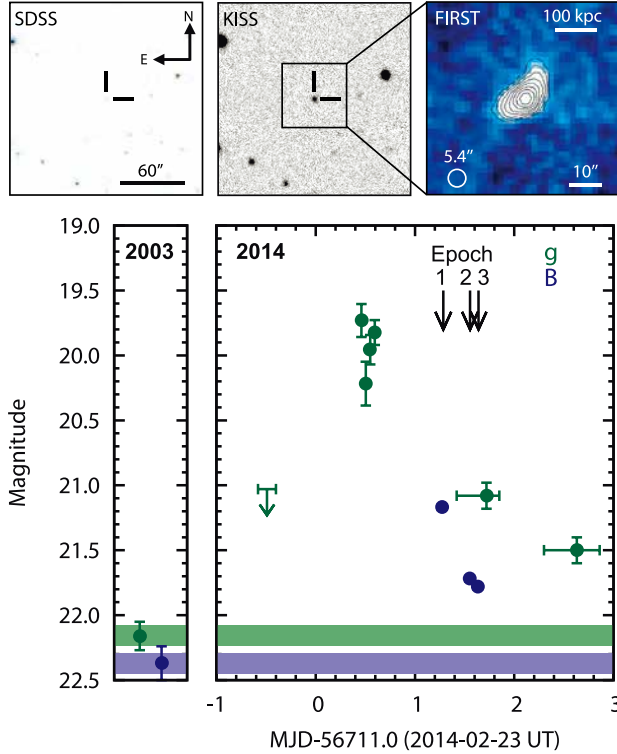 SDSS
N
E
60”
KISS
FIRST
100 kpc
5.4”
10”
2003
2014
Epoch
1 2 3
g
B
Magnitude
19.0
19.5
20.0
20.5
21.0
21.5
22.0
22.5
-1 0 1 2 3
MJD-56711.0 (2014-02-23 UT)